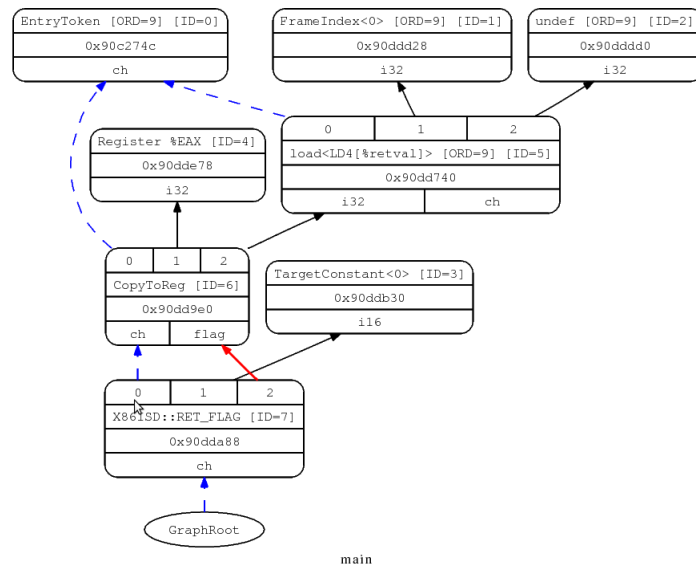 EntryToken [ORD=9] [ID=0]
0x90c274c
ch
FrameIndex<0> [ORD=9] [ID=1]
0x90ddd28
i32
undef [ORD=9] [ID=2]
0x90dddd0
i32
Register %EAX [ID=4]
0x90dde78
i32
0 1 2
load<LD4[%retval]> [ORD=9] [ID=5]
0x90dd740
i32 ch
0 1 2
CopyToReg [ID=6]
0x90dd9e0
ch flag
TargetConstant<0> [ID=3]
0x90ddb30
i16
0 1 2
X86ISD::RET_FLAG [ID=7]
0x90dda88
ch
GraphRoot
main